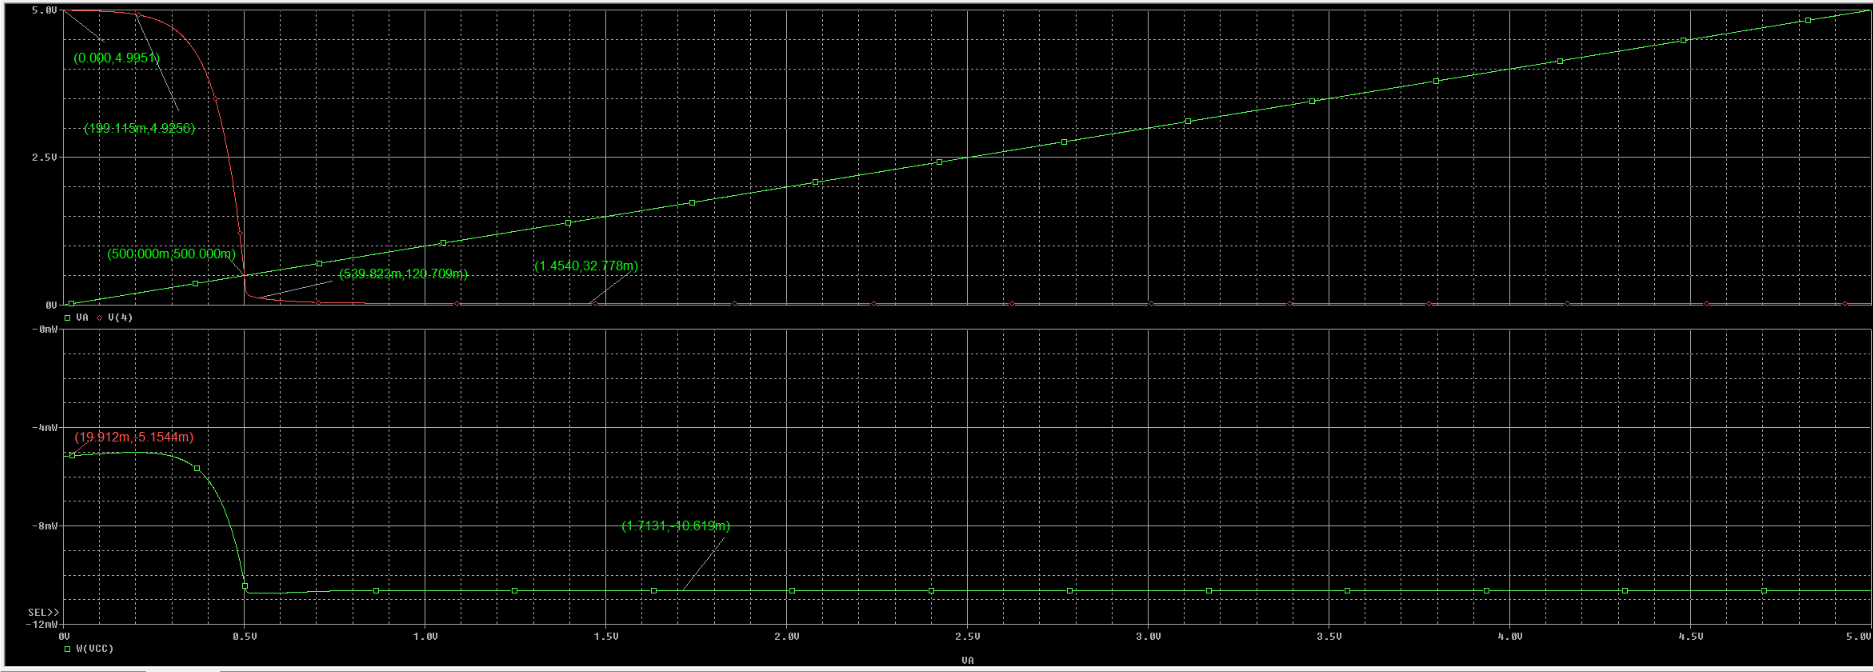 5.0V
(0.000,4.9951)
(199.115m,4.9256)
2.5V
(500.000m,500.000m)
(539.823m,120.709m)
(1.4540,32.778m)
0V
VA V(4)
-0mW
-4mW
(19.912m,-5.1544m)
-8mW
(1.7131,-10.619m)
SEL>>
-12mW
0V 0.5V 1.0V 1.5V 2.0V 2.5V 3.0V 3.5V 4.0V 4.5V 5.0V
W(VCC)
VA